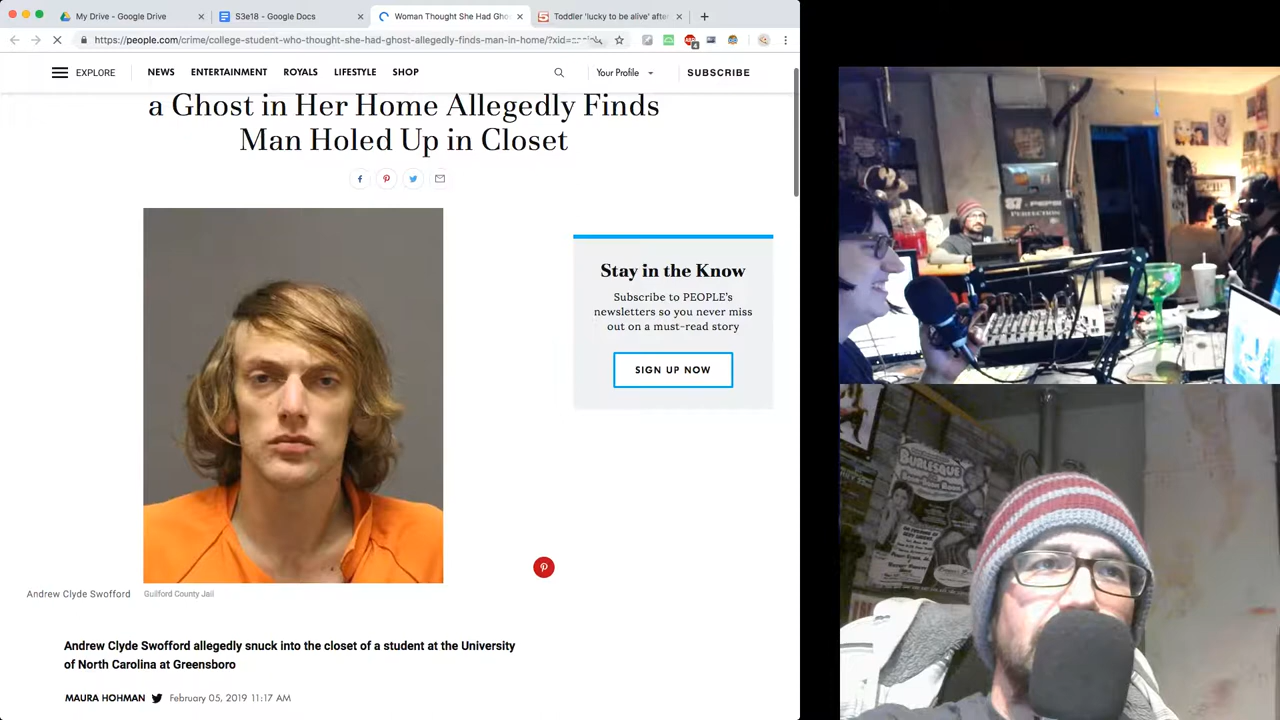 My Drive - Google Drive
S3e18 - Google Docs
Woman Thought She Had Gho
Toddler 'lucky to be alive' after
https://people.com/crime/college-student-who-thought-she-had-ghost-allegedly-finds-man-in-home/?xid=
EXPLORE
NEWS
ENTERTAINMENT
ROYALS
LIFESTYLE
SHOP
Your Profile
SUBSCRIBE
a Ghost in Her Home Allegedly Finds
Man Holed Up in Closet
Stay in the Know
Subscribe to PEOPLE's
newsletters so you never miss
out on a must-read story
SIGN UP NOW
Andrew Clyde Swofford
Guilford County Jail
Andrew Clyde Swofford allegedly snuck into the closet of a student at the University
of North Carolina at Greensboro
MAURA HOHMAN
February 05, 2019 11:17 AM
87 PEPSI
PERFECTION
BURLESQUE